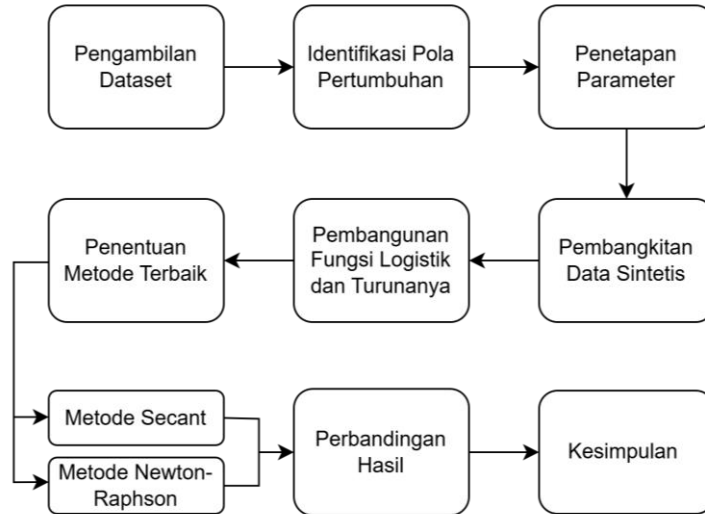 Pengambilan
Dataset
Identifikasi Pola
Pertumbuhan
Penetapan
Parameter
Pembangkitan
Data Sintetis
Pembangunan
Fungsi Logistik
dan Turunanya
Penentuan
Metode Terbaik
Metode Secant
Metode Newton-
Raphson
Perbandingan
Hasil
Kesimpulan